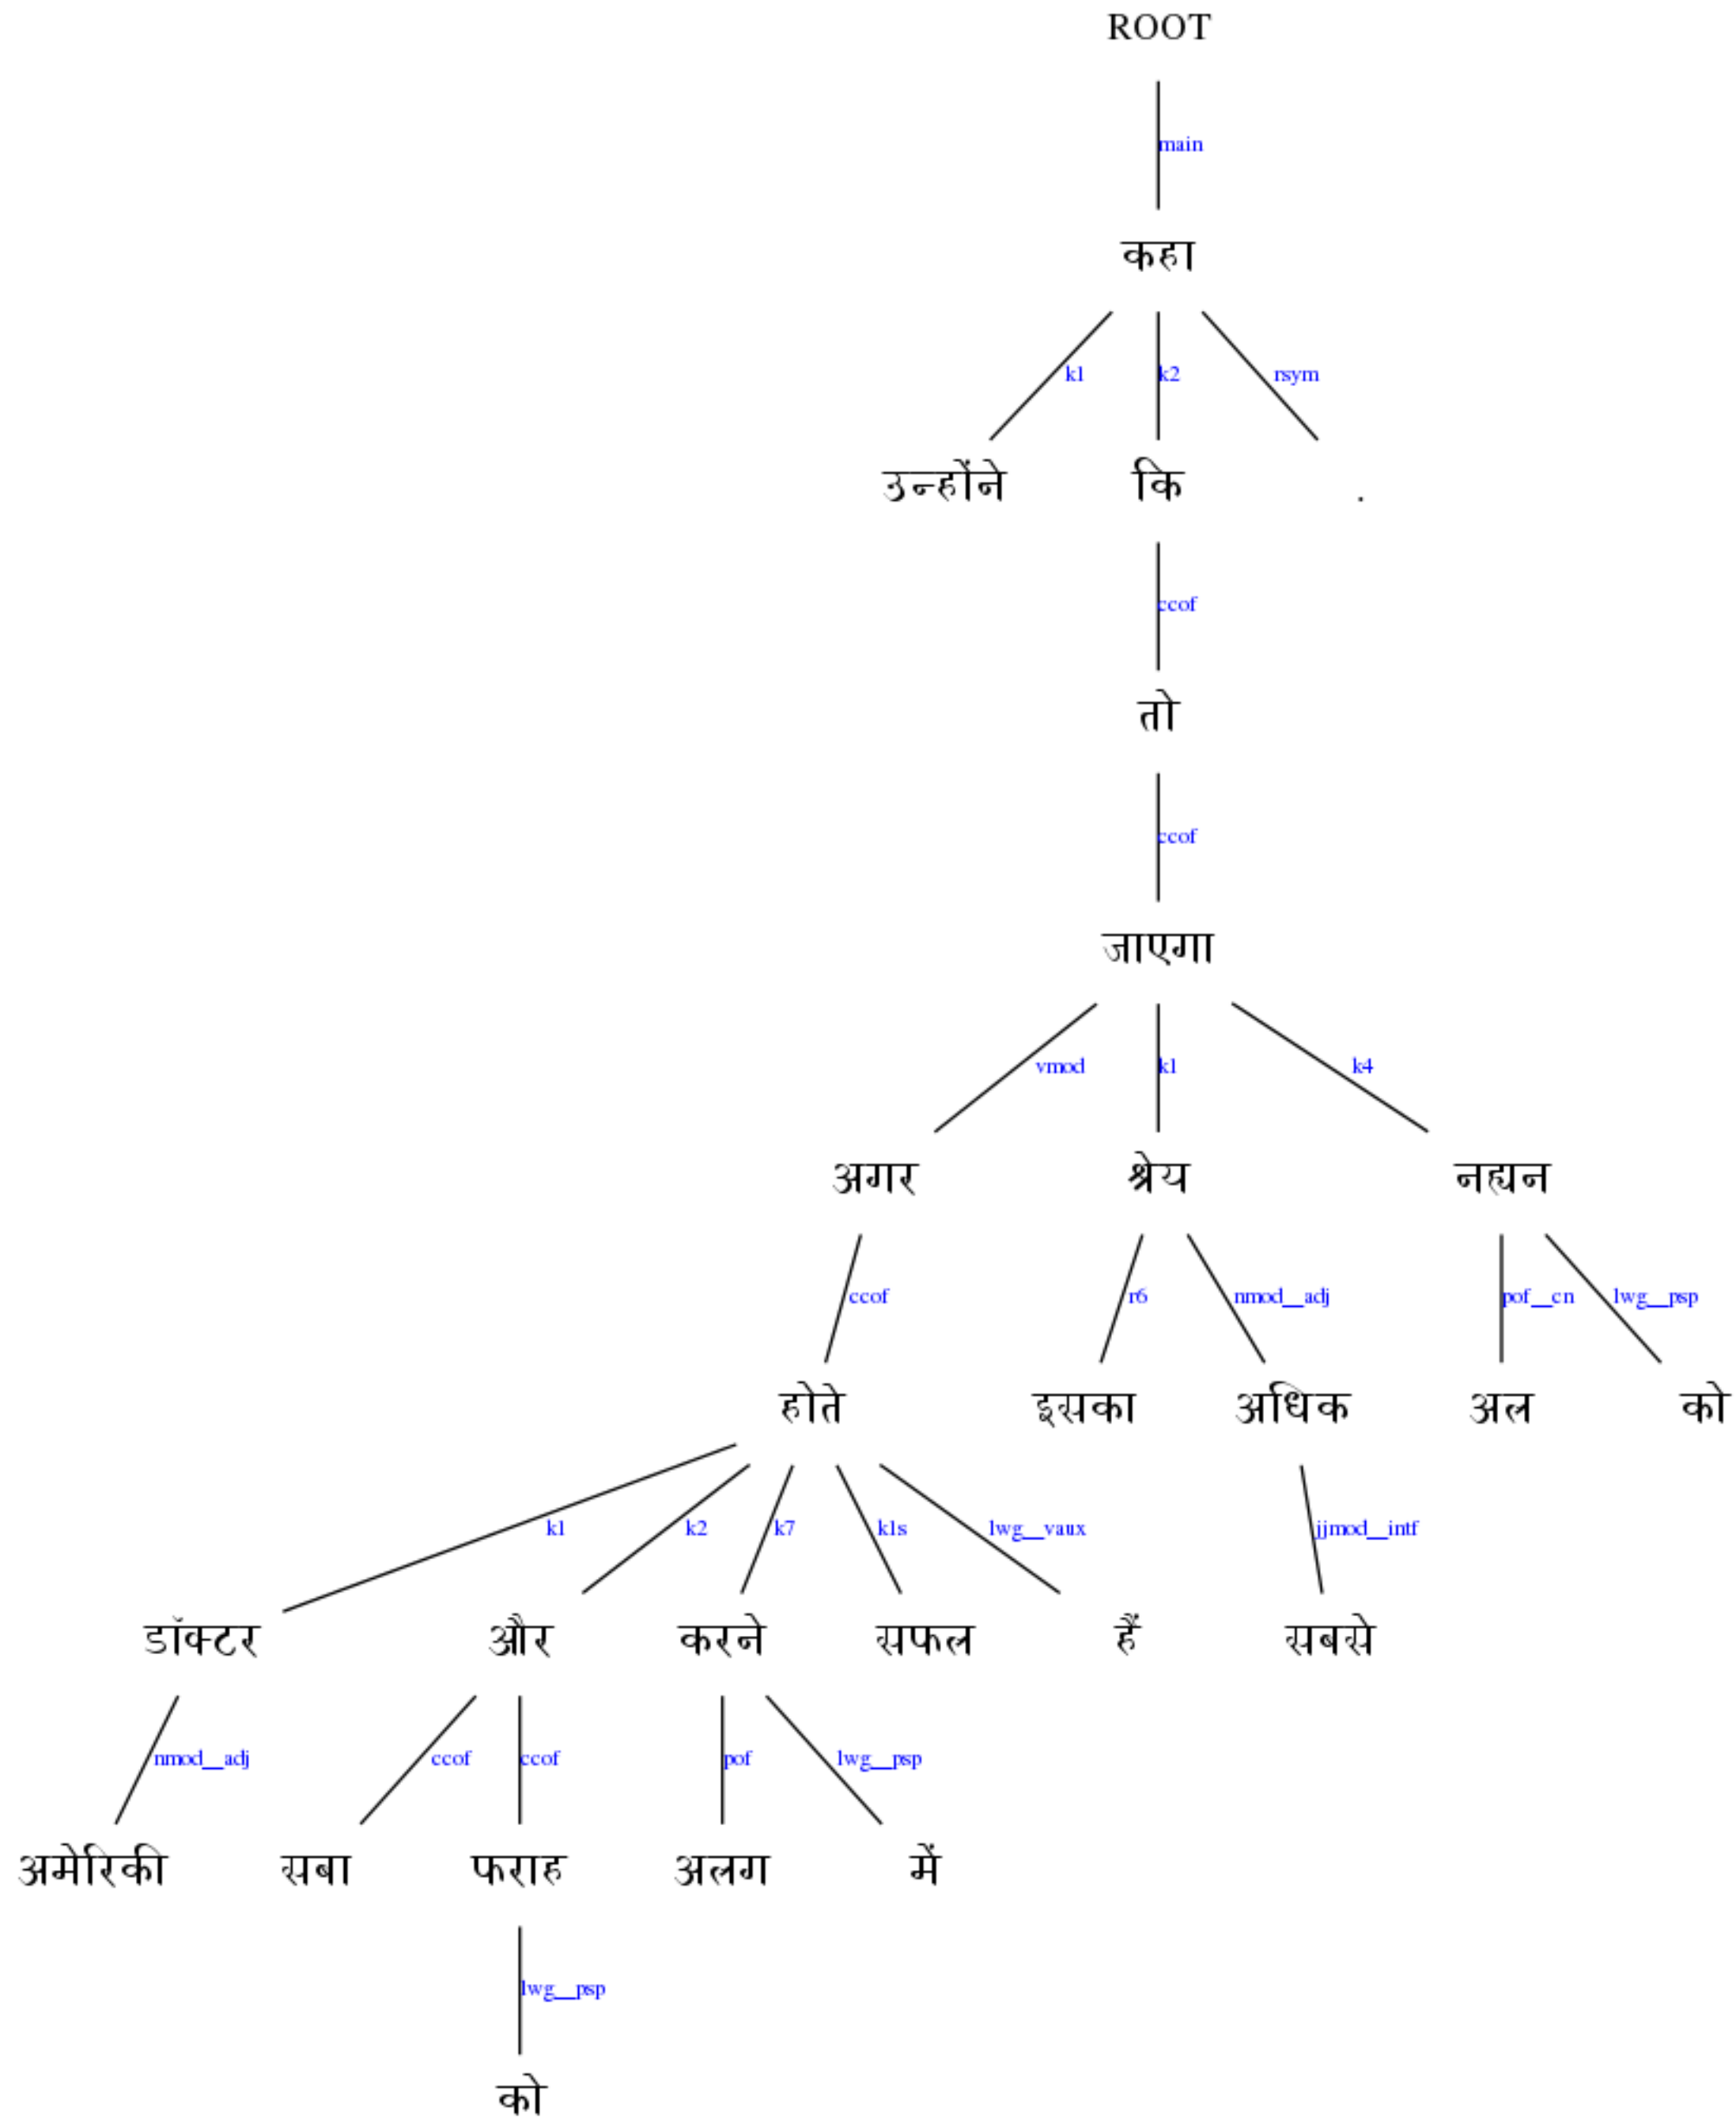 ROOT
main
कहा
k1 k2 rsym
उन्होंने कि .
ccof
तो
ccof
जाएगा
vmod k1 k4
अगर श्रेय नह्यन
ccof r6 nmod__adj pof__cn lwg__psp
होते इसका अधिक अल को
k1 k2 k7 k1s lwg__vaux jjmod__intf
डॉक्टर और करने सफल हैं सबसे
nmod__adj ccof ccof pof lwg__psp
अमेरिकी सबा फराह अलग में
lwg__psp
को